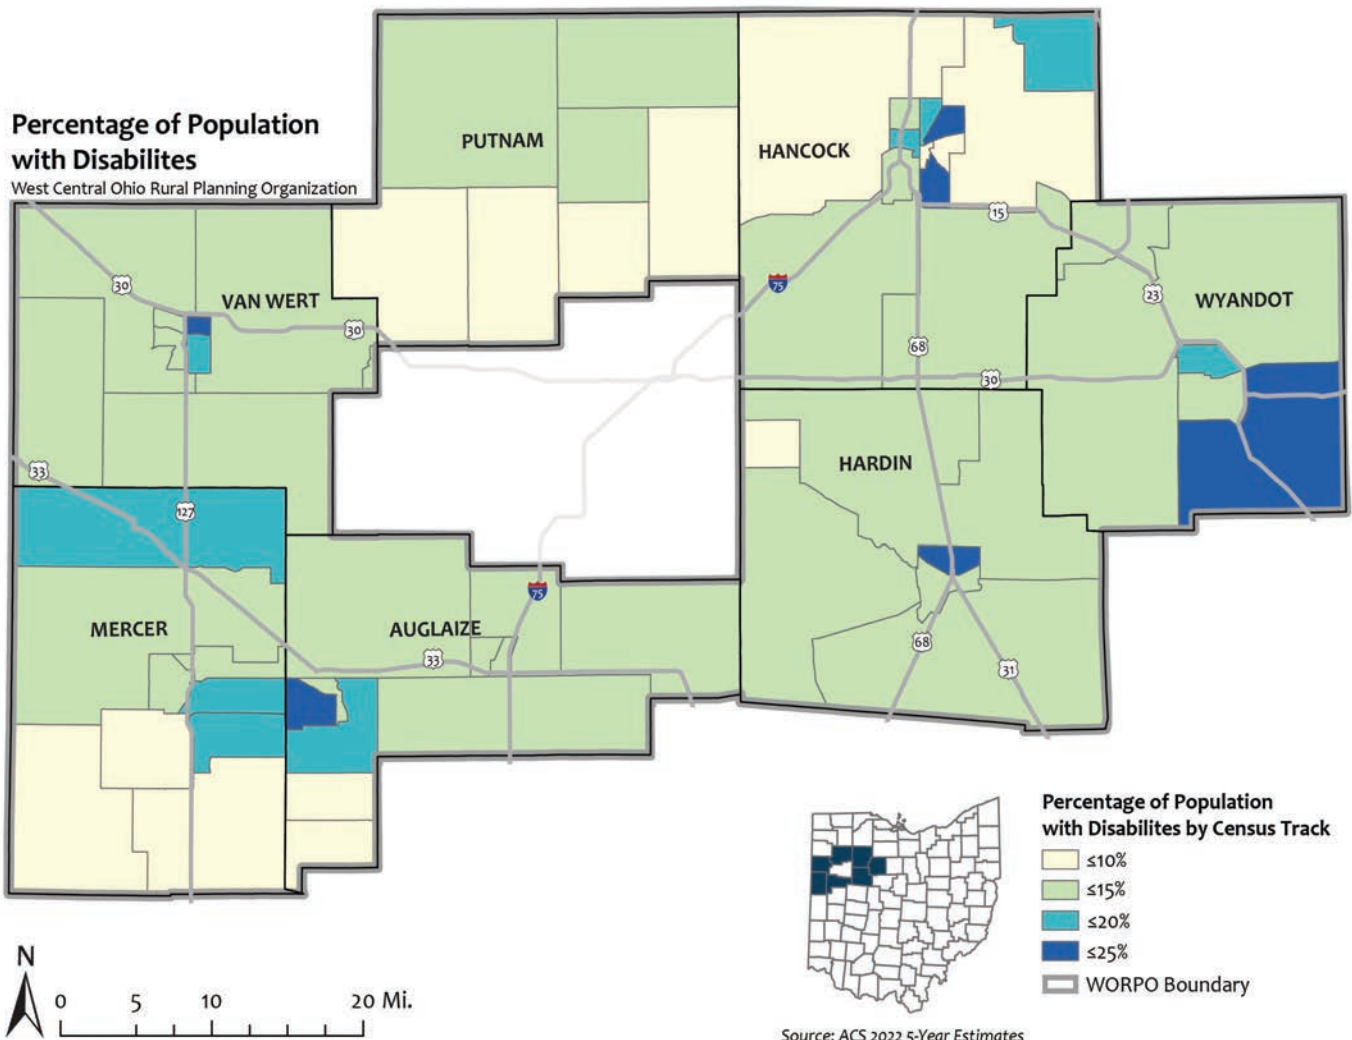 Percentage of Population
with Disabilites
West Central Ohio Rural Planning Organization
PUTNAM
HANCOCK
15
75
30
VAN WERT
30
23
WYANDOT
68
30
33
HARDIN
127
75
MERCER
AUGLAIZE
33
68
31
Percentage of Population
with Disabilites by Census Track
≤10%
≤15%
≤20%
≤25%
WORPO Boundary
N
0 5 10 20 Mi.
Source: ACS 2022 5-Year Estimates